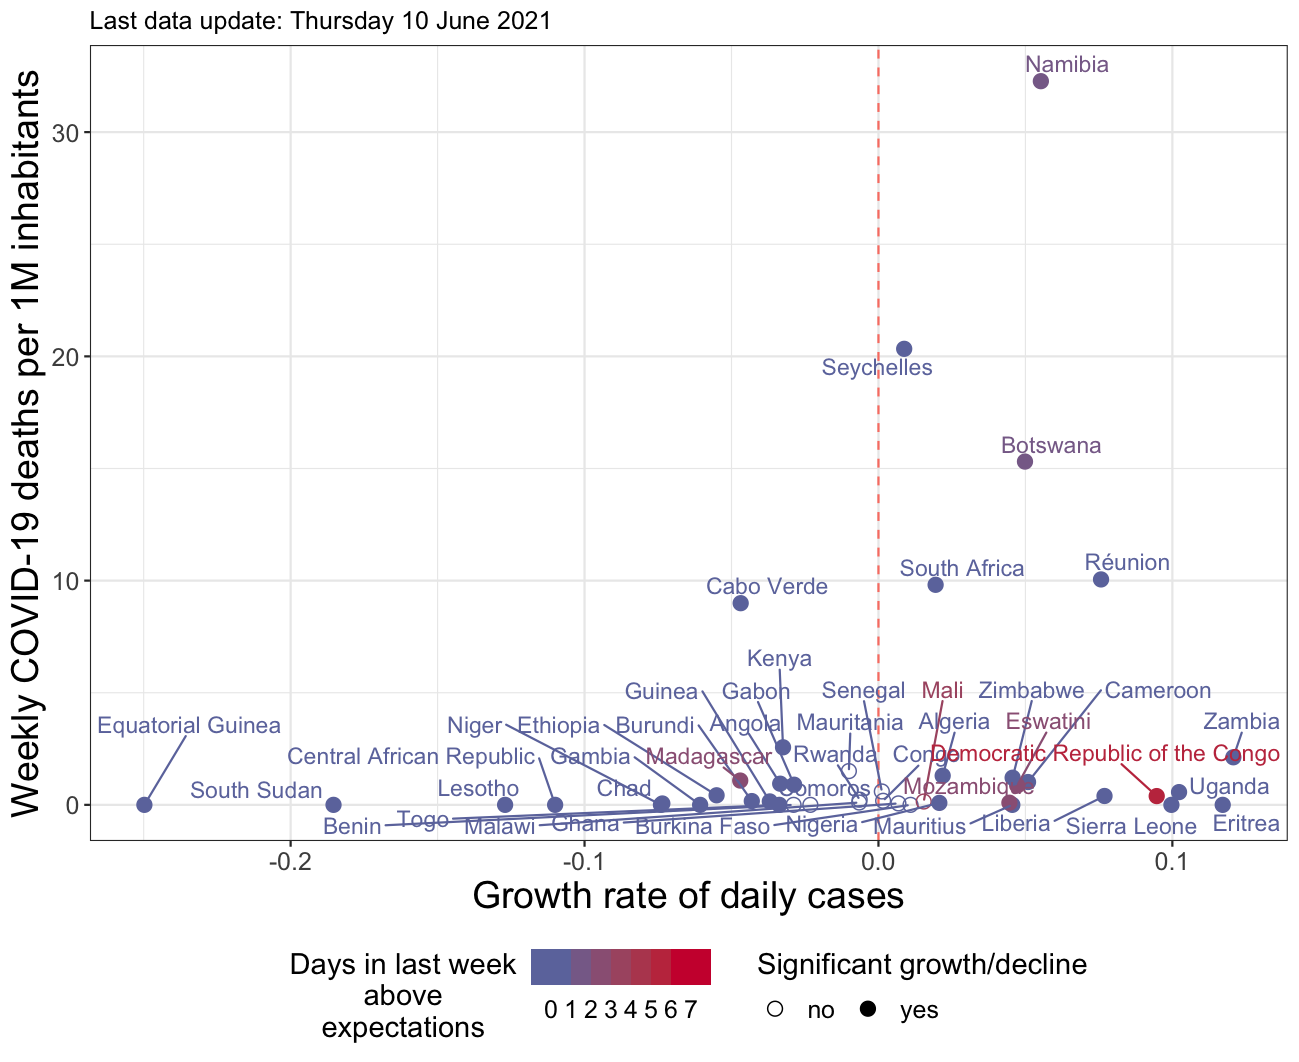 Last data update: Thursday 10 June 2021
Weekly COVID-19 deaths per 1M inhabitants
30
20
10
0
Namibia
Seychelles
Botswana
South Africa
Réunion
Cabo Verde
Kenya
Guinea
Gabon
Senegal
Mali
Zimbabwe
Cameroon
Equatorial Guinea
Niger
Ethiopia
Burundi
Angola
Mauritania
Algeria
Eswatini
Zambia
Central African Republic
Gambia
Madagascar
Rwanda
Congo
Democratic Republic of the Congo
South Sudan
Lesotho
Chad
Comoros
Mozambique
Uganda
Benin
Togo
Malawi
Ghana
Burkina Faso
Nigeria
Mauritius
Liberia
Sierra Leone
Eritrea
-0.2
-0.1
0.0
0.1
Growth rate of daily cases
Days in last week
above
expectations
0 1 2 3 4 5 6 7
Significant growth/decline
no
yes